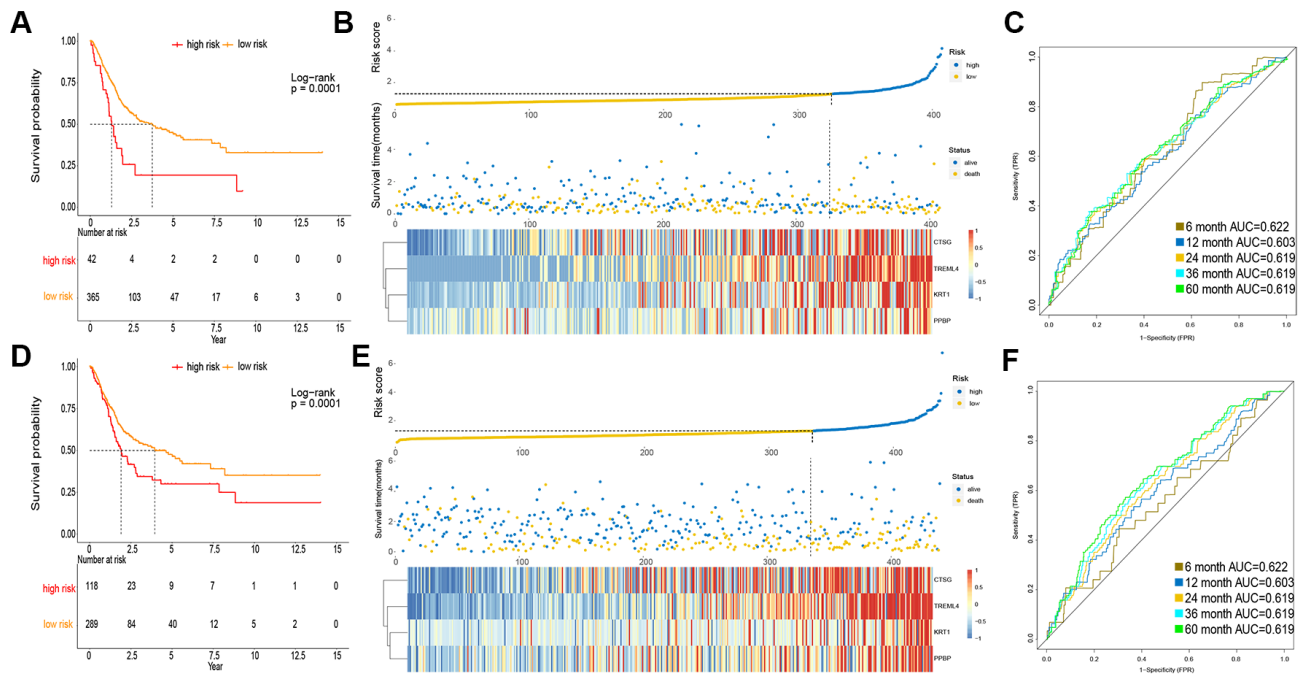 A
1.00
0.75
0.50
0.25
0.00
Survival probability
high risk low risk
Log-rank
p = 0.0001
0 2.5 5 7.5 10 12.5 15
Number at risk
high risk 42 4 2 2 0 0 0
low risk 365 103 47 17 6 3 0
0 2.5 5 7.5 10 12.5 15
Year
B
Risk score
6
4
2
0 100 200 300 400
Risk
high
low
Survival time(months)
4
2
0
0 100 200 300 400
Status
alive
death
CTSG
TREML4
KRT1
PPBP
1
0.5
0
−0.5
−1
C
Sensitivity (TPR)
1.0
0.8
0.6
0.4
0.2
0.0
6 month AUC=0.622
12 month AUC=0.603
24 month AUC=0.619
36 month AUC=0.619
60 month AUC=0.619
0.0 0.2 0.4 0.6 0.8 1.0
1-Specificity (FPR)
D
1.00
0.75
0.50
0.25
0.00
Survival probability
high risk low risk
Log-rank
p = 0.0001
0 2.5 5 7.5 10 12.5 15
Number at risk
high risk 118 23 9 7 1 1 0
low risk 289 84 40 12 5 2 0
0 2.5 5 7.5 10 12.5 15
Year
E
Risk score
6
4
2
0 100 200 300 400
Risk
high
low
Survival time(months)
6
4
2
0
0 100 200 300 400
Status
alive
death
CTSG
TREML4
KRT1
PPBP
1
0.5
0
−0.5
−1
F
Sensitivity (TPR)
1.0
0.8
0.6
0.4
0.2
0.0
6 month AUC=0.622
12 month AUC=0.603
24 month AUC=0.619
36 month AUC=0.619
60 month AUC=0.619
0.0 0.2 0.4 0.6 0.8 1.0
1-Specificity (FPR)